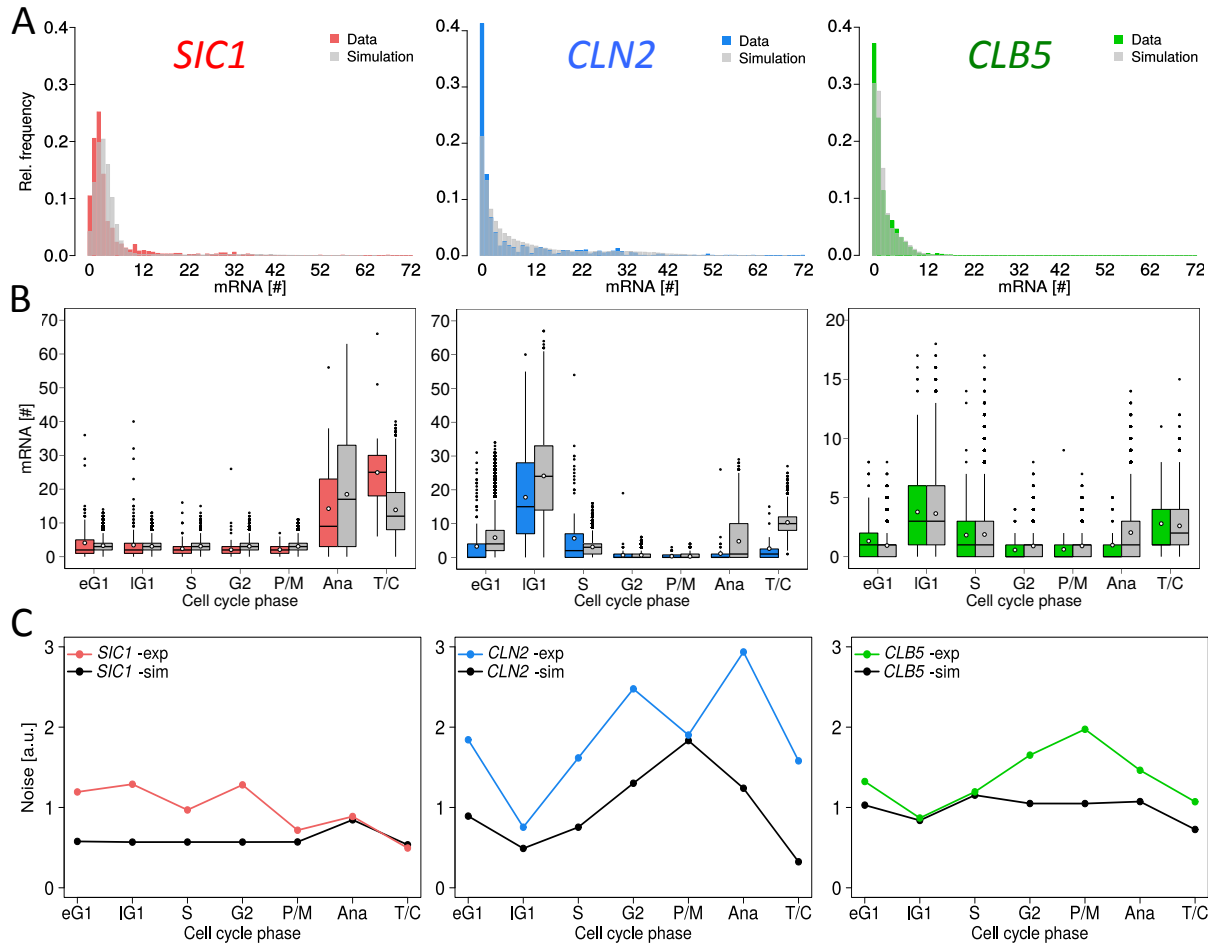 A
SIC1
Data
Simulation
CLN2
Data
Simulation
CLB5
Data
Simulation
Rel. frequency
0.4
0.3
0.2
0.1
0.0
0 12 22 32 42 52 62 72
mRNA [#]
0.4
0.3
0.2
0.1
0.0
0 12 22 32 42 52 62 72
mRNA [#]
0.4
0.3
0.2
0.1
0.0
0 12 22 32 42 52 62 72
mRNA [#]
B
mRNA [#]
70
60
50
40
30
20
10
0
eG1 lG1 S G2 P/M Ana T/C
Cell cycle phase
70
60
50
40
30
20
10
0
eG1 lG1 S G2 P/M Ana T/C
Cell cycle phase
20
15
10
5
0
eG1 lG1 S G2 P/M Ana T/C
Cell cycle phase
C
Noise [a.u.]
3
2
1
0
SIC1 -exp
SIC1 -sim
eG1 lG1 S G2 P/M Ana T/C
Cell cycle phase
3
2
1
0
CLN2 -exp
CLN2 -sim
eG1 lG1 S G2 P/M Ana T/C
Cell cycle phase
3
2
1
0
CLB5 -exp
CLB5 -sim
eG1 lG1 S G2 P/M Ana T/C
Cell cycle phase